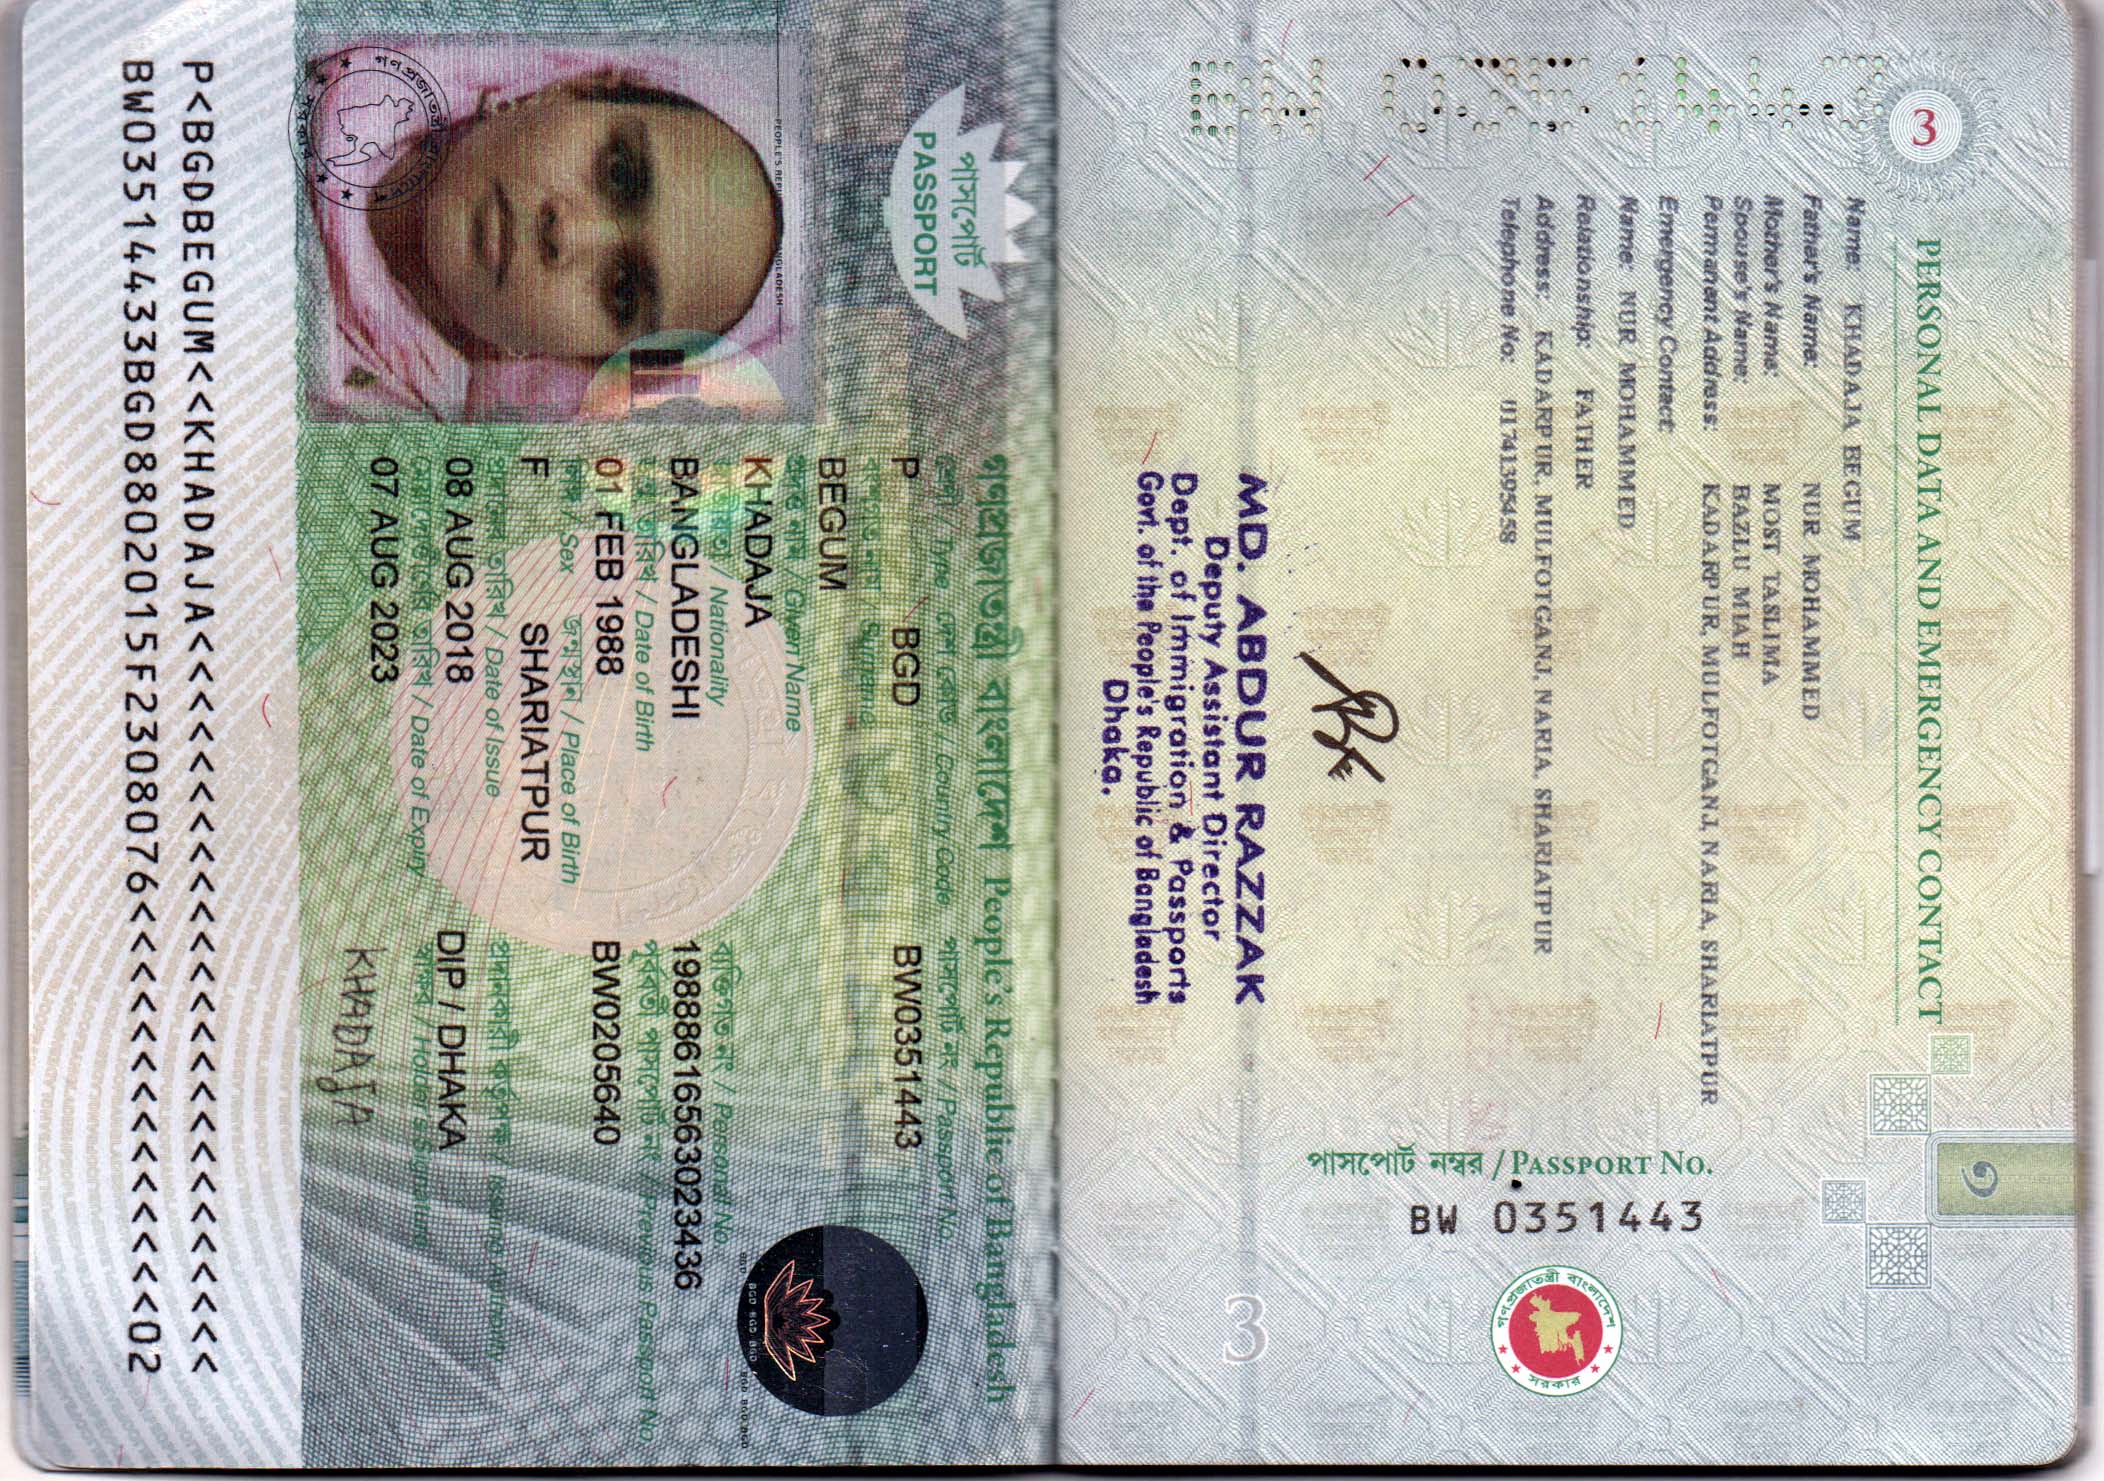 3
PERSONAL DATA AND EMERGENCY CONTACT
Name: KHADAJA BEGUM
Father's Name: NUR MOHAMMED
Mother's Name: MOST TASLIMA
Spouse's Name: BAZLU MIAH
Permanent Address: KADARPUR, MULFOTGANJ, NARIA, SHARIATPUR
Emergency Contact:
Name: NUR MOHAMMED
Relationship: FATHER
Address: KADARPUR, MULFOTGANJ, NARIA, SHARIATPUR
Telephone No: 01741395458
৩
পাসপোর্ট নম্বর / PASSPORT No.
BW 0351443
গণপ্রজাতন্ত্রী বাংলাদেশ
সরকার
MD. ABDUR RAZZAK
Deputy Assistant Director
Dept. of Immigration & Passports
Govt. of the People's Republic of Bangladesh
Dhaka.
3
গণপ্রজাতন্ত্রী বাংলাদেশ People's Republic of Bangladesh
পাসপোর্ট
PASSPORT
শ্রেণী / Type দেশ কোড / Country Code পাসপোর্ট নং / Passport No.
P BGD BW0351443
বংশগত নাম / Surname
BEGUM
প্রদত্ত নাম / Given Name
KHADAJA
জাতীয়তা / Nationality ব্যক্তিগত নং / Personal No.
BANGLADESHI 19888616563023436
জন্ম তারিখ / Date of Birth পূর্ববর্তী পাসপোর্ট নং / Previous Passport No.
01 FEB 1988 BW0205640
লিঙ্গ / Sex জন্মস্থান / Place of Birth
F SHARIATPUR
প্রদানের তারিখ / Date of Issue প্রদানকারী কর্তৃপক্ষ / Issuing Authority
08 AUG 2018 DIP / DHAKA
মেয়াদোত্তীর্ণের তারিখ / Date of Expiry স্বাক্ষর / Holder's Signature
07 AUG 2023 KHADAJA
P<BGDBEGUM<<KHADAJA<<<<<<<<<<<<<<<<<<<<<<<<<
BW03514433BGD8802015F2308076<<<<<<<<<<<<<<02